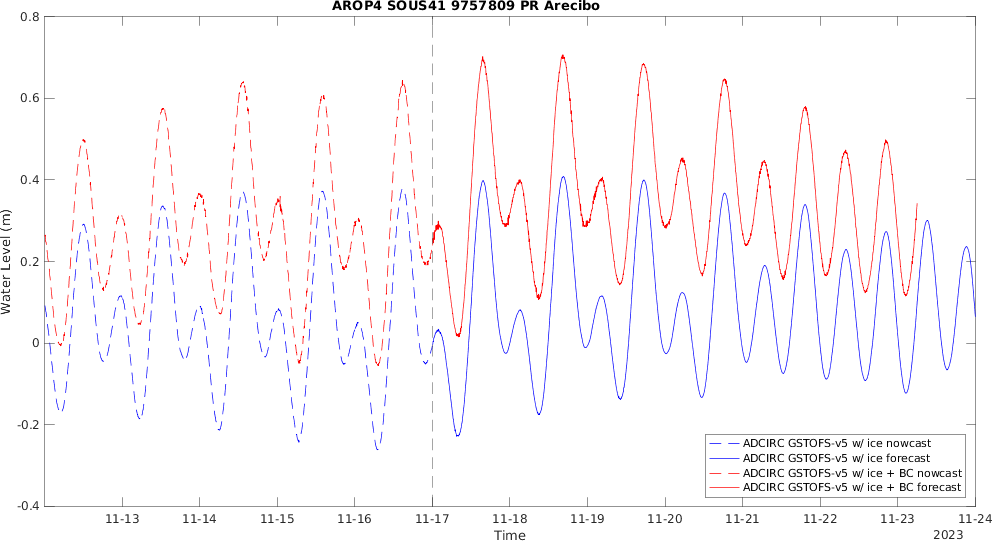 AROP4 SOUS41 9757809 PR Arecibo
0.8
0.6
0.4
0.2
0
-0.2
-0.4
Water Level (m)
ADCIRC GSTOFS-v5 w/ ice nowcast
ADCIRC GSTOFS-v5 w/ ice forecast
ADCIRC GSTOFS-v5 w/ ice + BC nowcast
ADCIRC GSTOFS-v5 w/ ice + BC forecast
11-13 11-14 11-15 11-16 11-17 11-18 11-19 11-20 11-21 11-22 11-23 11-24
Time
2023